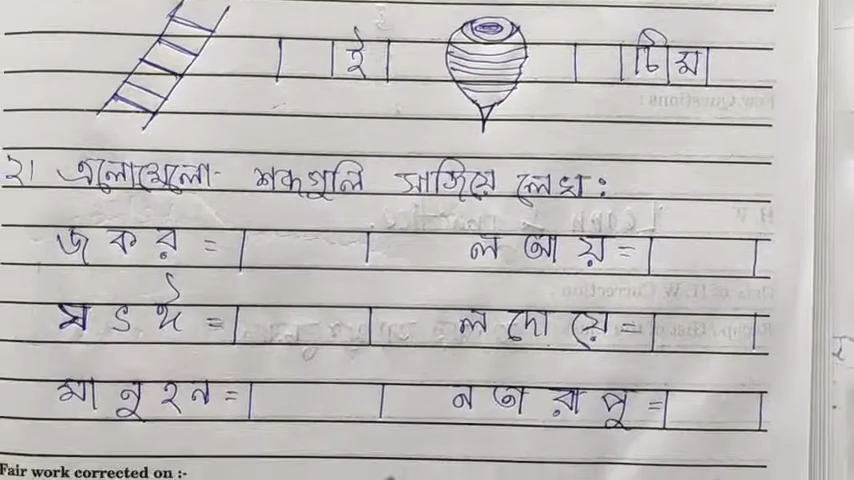 ই টিম
২। এলোমেলো শব্দগুলি সাজিয়ে লেখ :
জ ক র = ল আ য় =
স ৎ ঈ = ল দো য়ে =
মা নু হ ন = ন ত রা পু =
Fair work corrected on :-